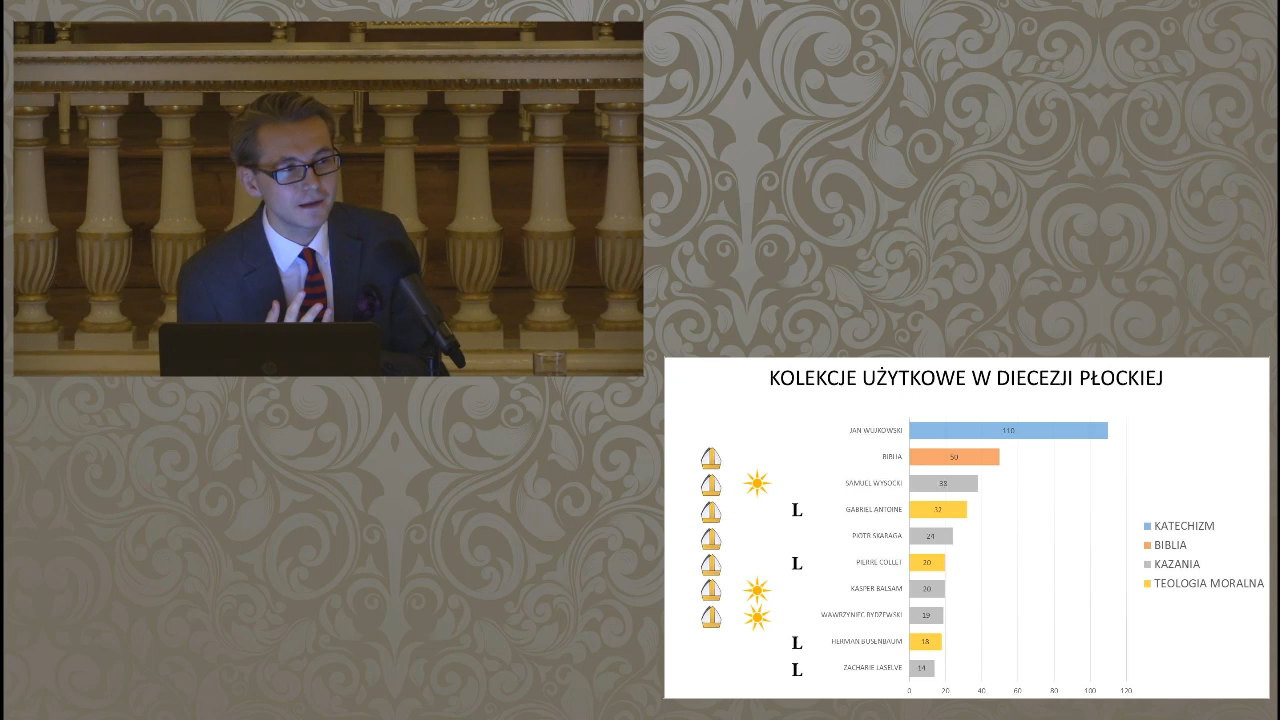 KOLEKCJE UŻYTKOWE W DIECEZJI PŁOCKIEJ
JAN WUJKOWSKI 110
BIBLIA 50
SAMUEL WYSOCKI 38
L GABRIEL ANTOINE 32
PIOTR SKARAGA 24
L PIERRE COLLET 20
KASPER BALSAM 20
WAWRZYNIEC RYDZEWSKI 19
L HERMAN BUSENBAUM 18
L ZACHARIE LASELVE 14
0 20 40 60 80 100 120
KATECHIZM
BIBLIA
KAZANIA
TEOLOGIA MORALNA